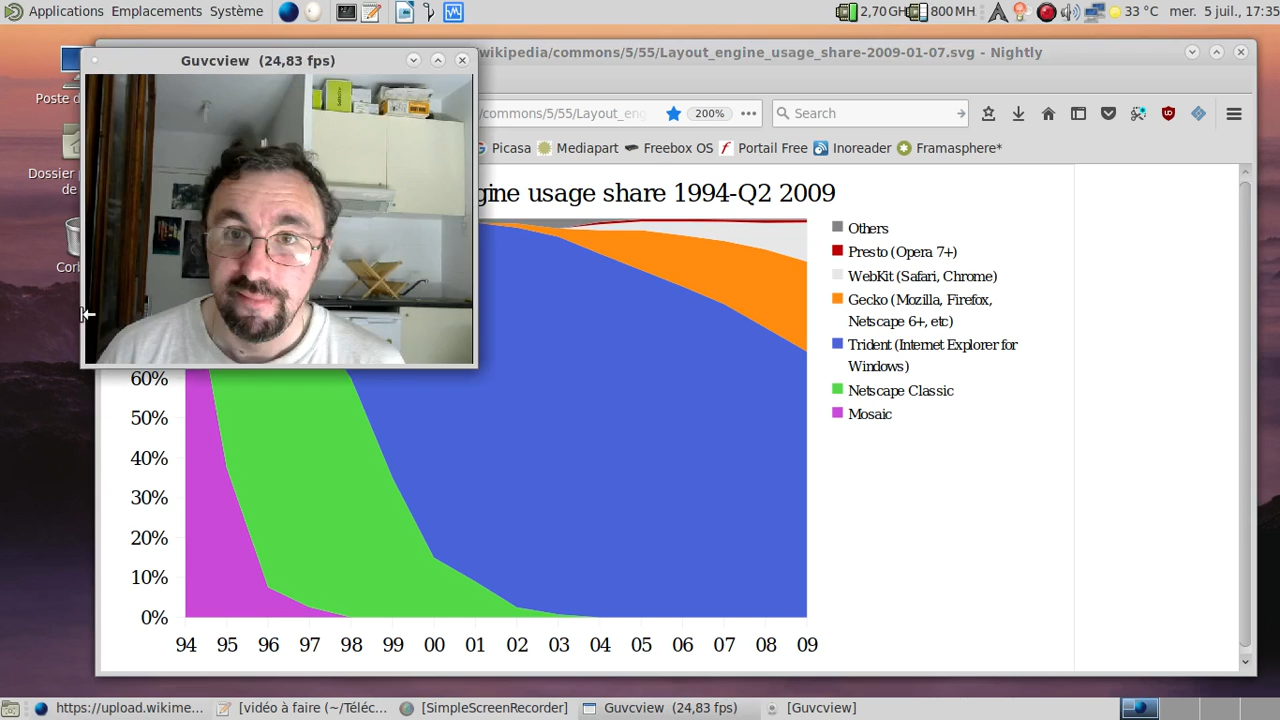 Applications Emplacements Système 2,70 GH 800 MH 33 °C mer. 5 juil., 17:35
wikipedia/commons/5/55/Layout_engine_usage_share-2009-01-07.svg - Nightly
Guvcview (24,83 fps)
/commons/5/55/Layout_eng 200% Search
Picasa Mediapart Freebox OS Portail Free Inoreader Framasphere*
Poste d
Dossier
de
Corb
gine usage share 1994-Q2 2009
Others
Presto (Opera 7+)
WebKit (Safari, Chrome)
Gecko (Mozilla, Firefox,
Netscape 6+, etc)
Trident (Internet Explorer for
Windows)
Netscape Classic
Mosaic
60%
50%
40%
30%
20%
10%
0%
94 95 96 97 98 99 00 01 02 03 04 05 06 07 08 09
https://upload.wikime... [vidéo à faire (~/Téléc... [SimpleScreenRecorder] Guvcview (24,83 fps) [Guvcview]